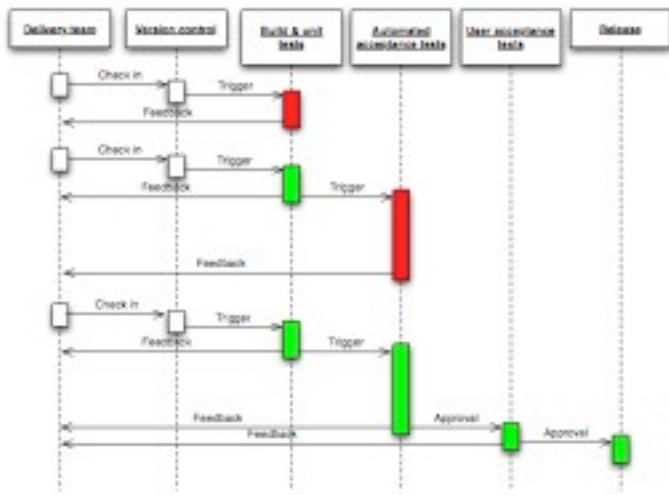 Delivery team
Version control
Build & unit
tests
Automated
acceptance tests
User acceptance
tests
Release
Check in
Trigger
Feedback
Check in
Trigger
Feedback
Trigger
Feedback
Check in
Trigger
Feedback
Trigger
Feedback
Approval
Feedback
Approval